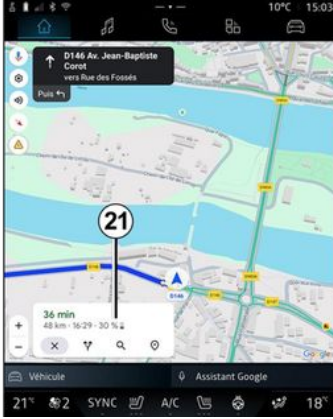 10°C 15:03
D146 Av. Jean-Baptiste
Corot
vers Rue des Fossés
Puis
21
D146
36 min
48 km · 16:29 · 30 %
Google
Véhicule
Assistant Google
21° 2 SYNC A/C 18°